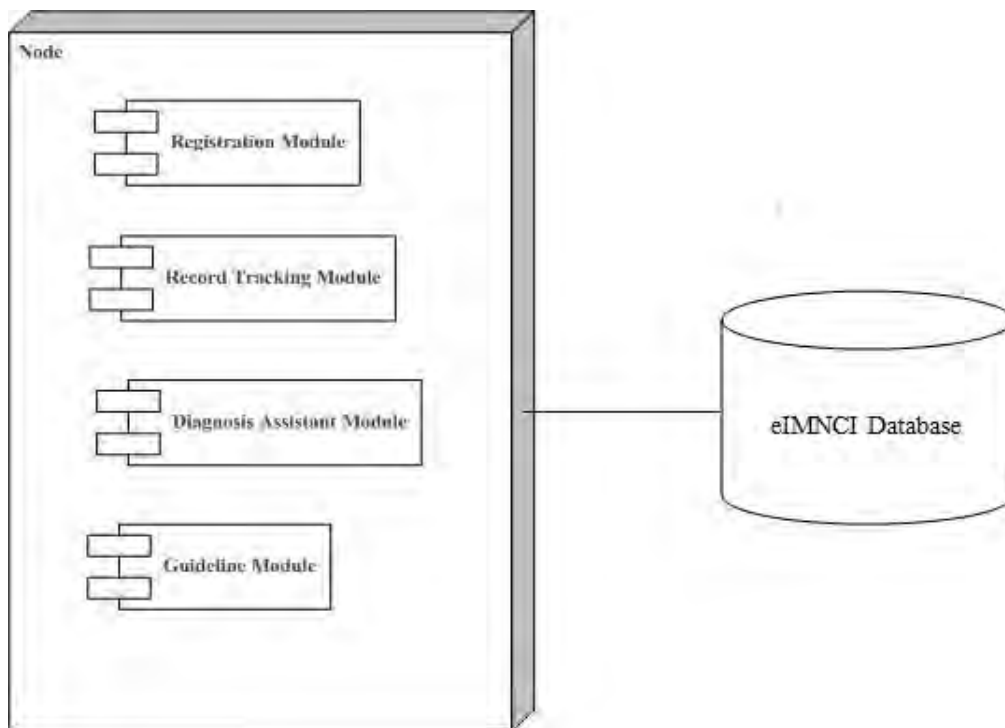 Node
Registration Module
Record Tracking Module
Diagnosis Assistant Module
Guideline Module
eIMNCI Database